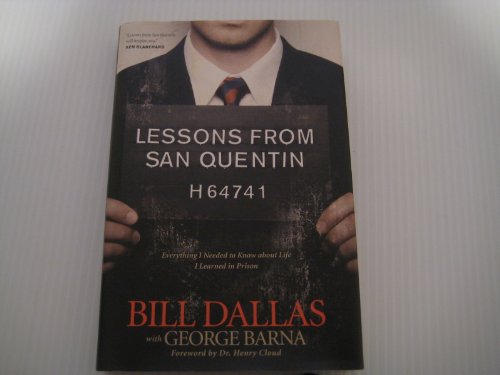 "Lessons from San Quentin
will inspire you!"
KEN BLANCHARD
LESSONS FROM
SAN QUENTIN
H64741
Everything I Needed to Know about Life
I Learned in Prison
BILL DALLAS
with GEORGE BARNA
Foreword by Dr. Henry Cloud